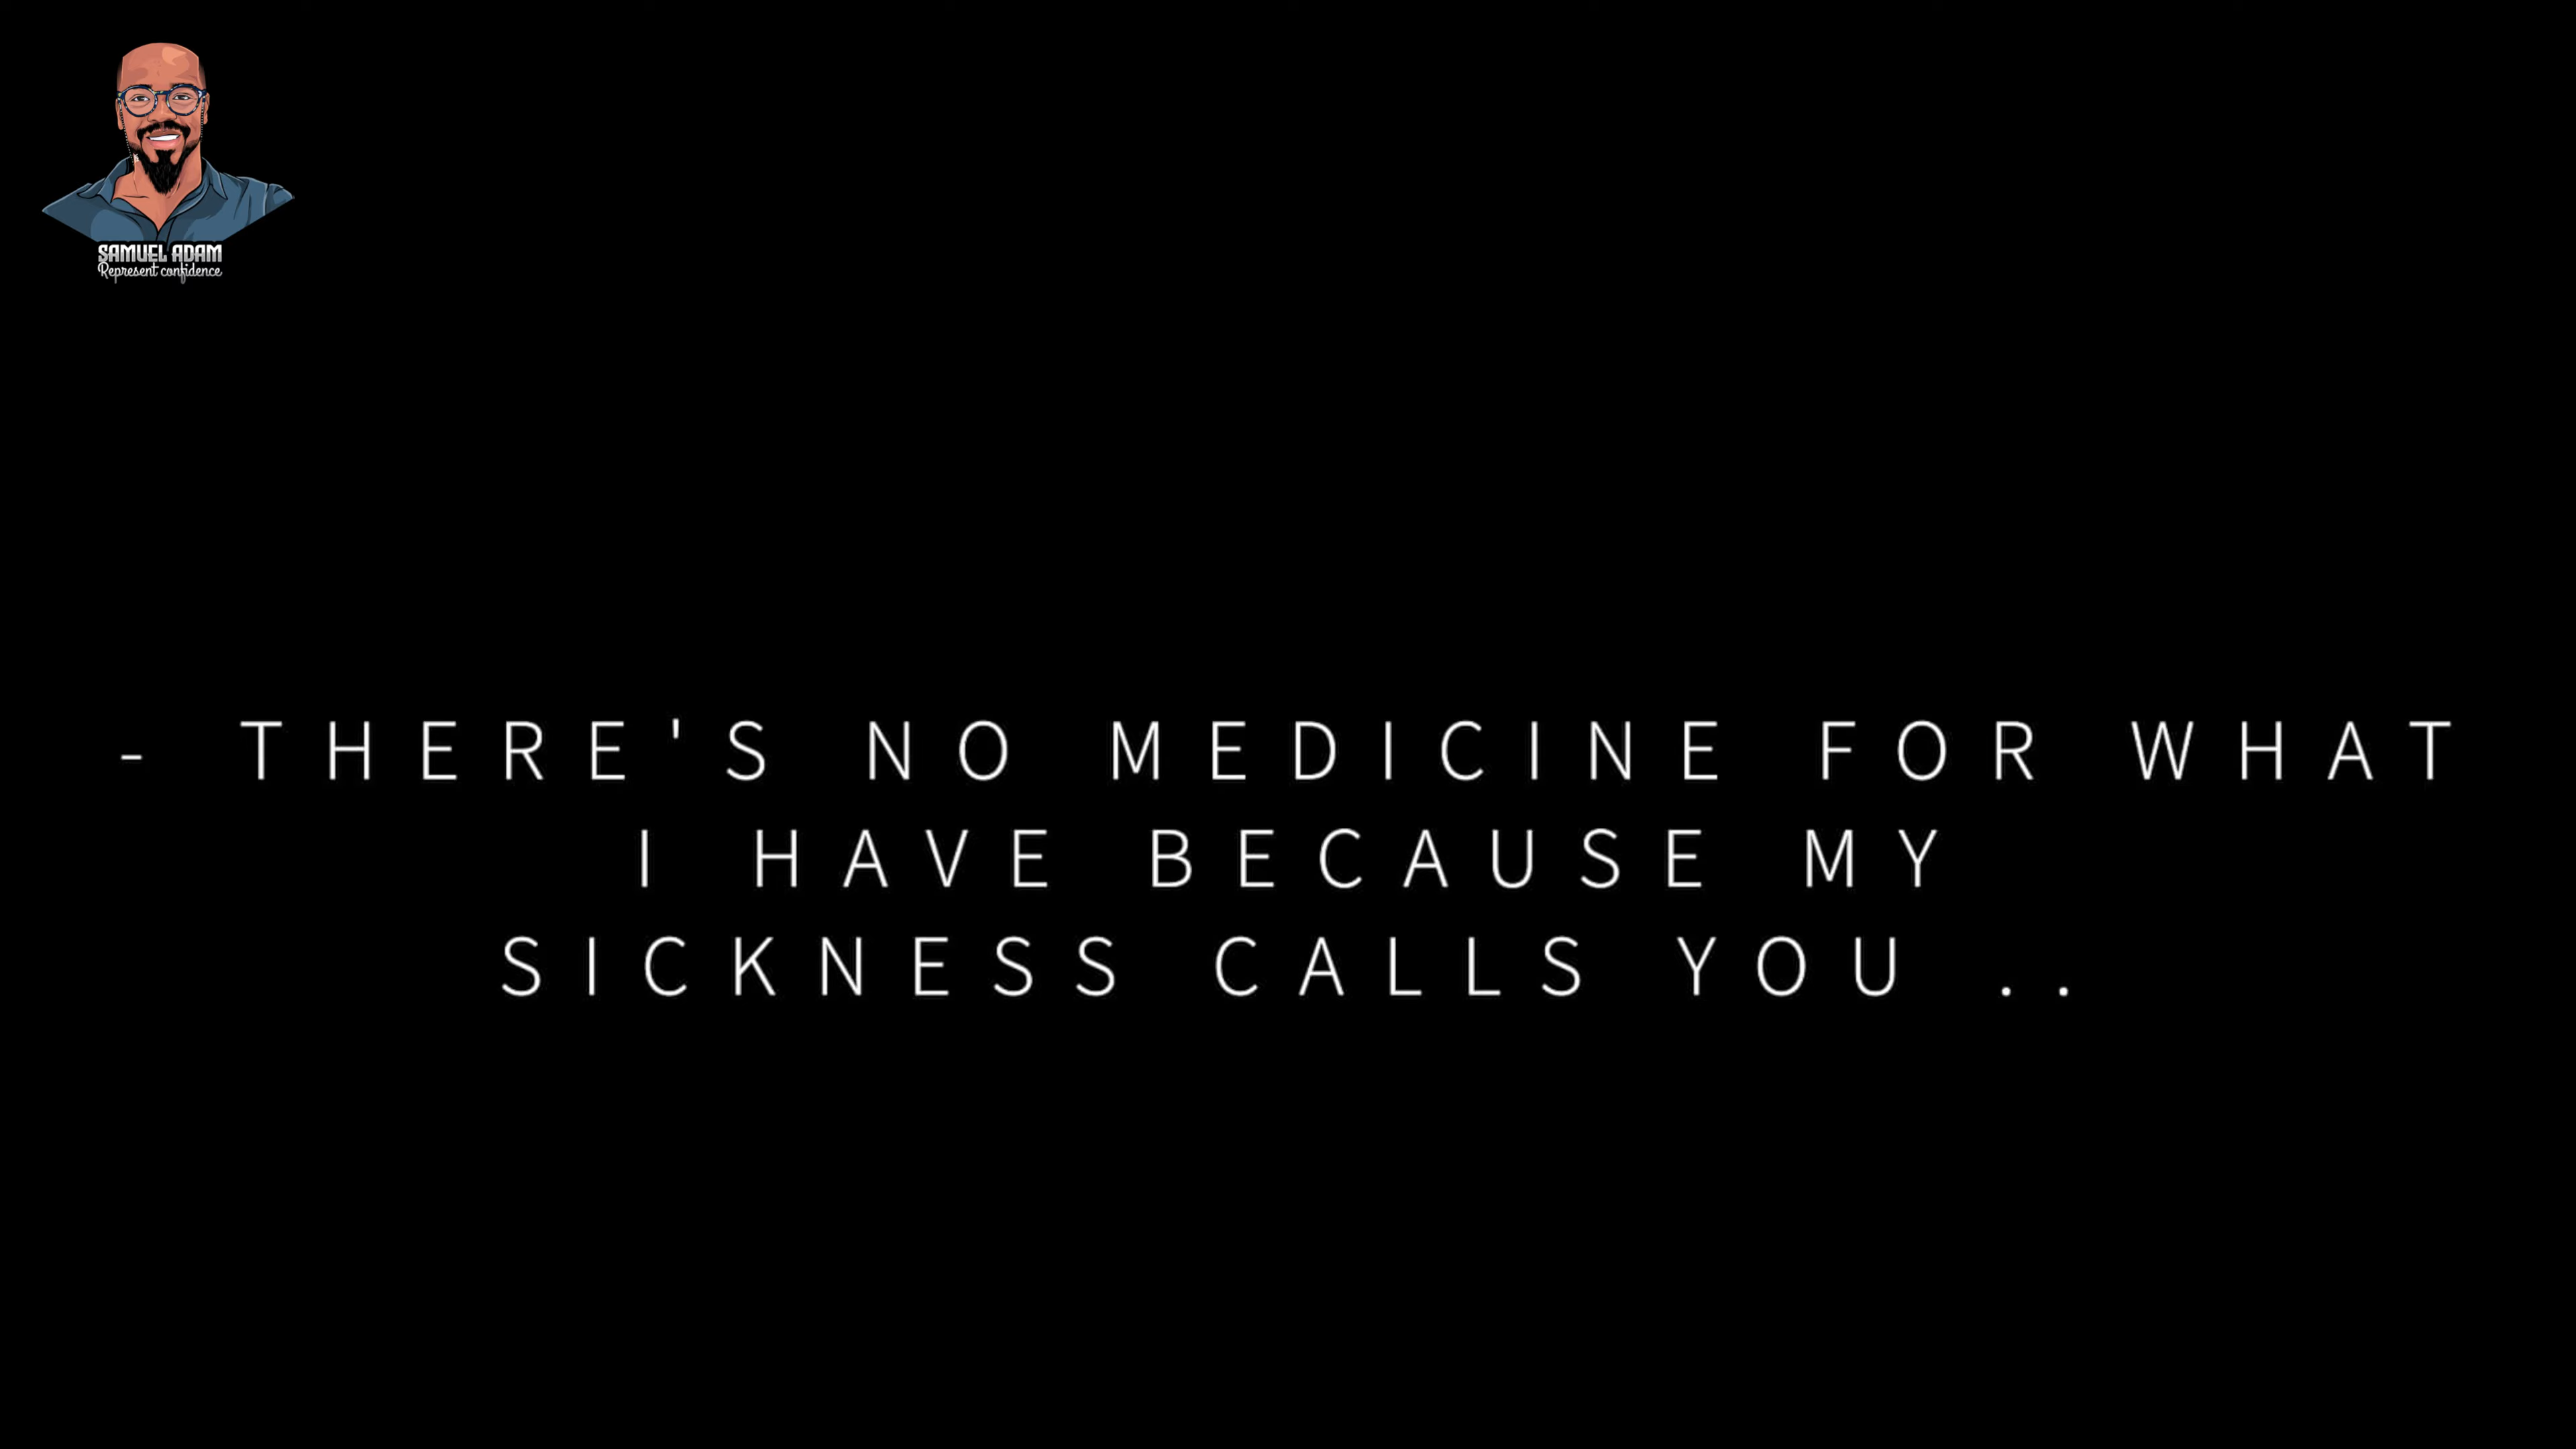 SAMUEL ADAM
Represent confidence
- THERE'S NO MEDICINE FOR WHAT
I HAVE BECAUSE MY
SICKNESS CALLS YOU ..